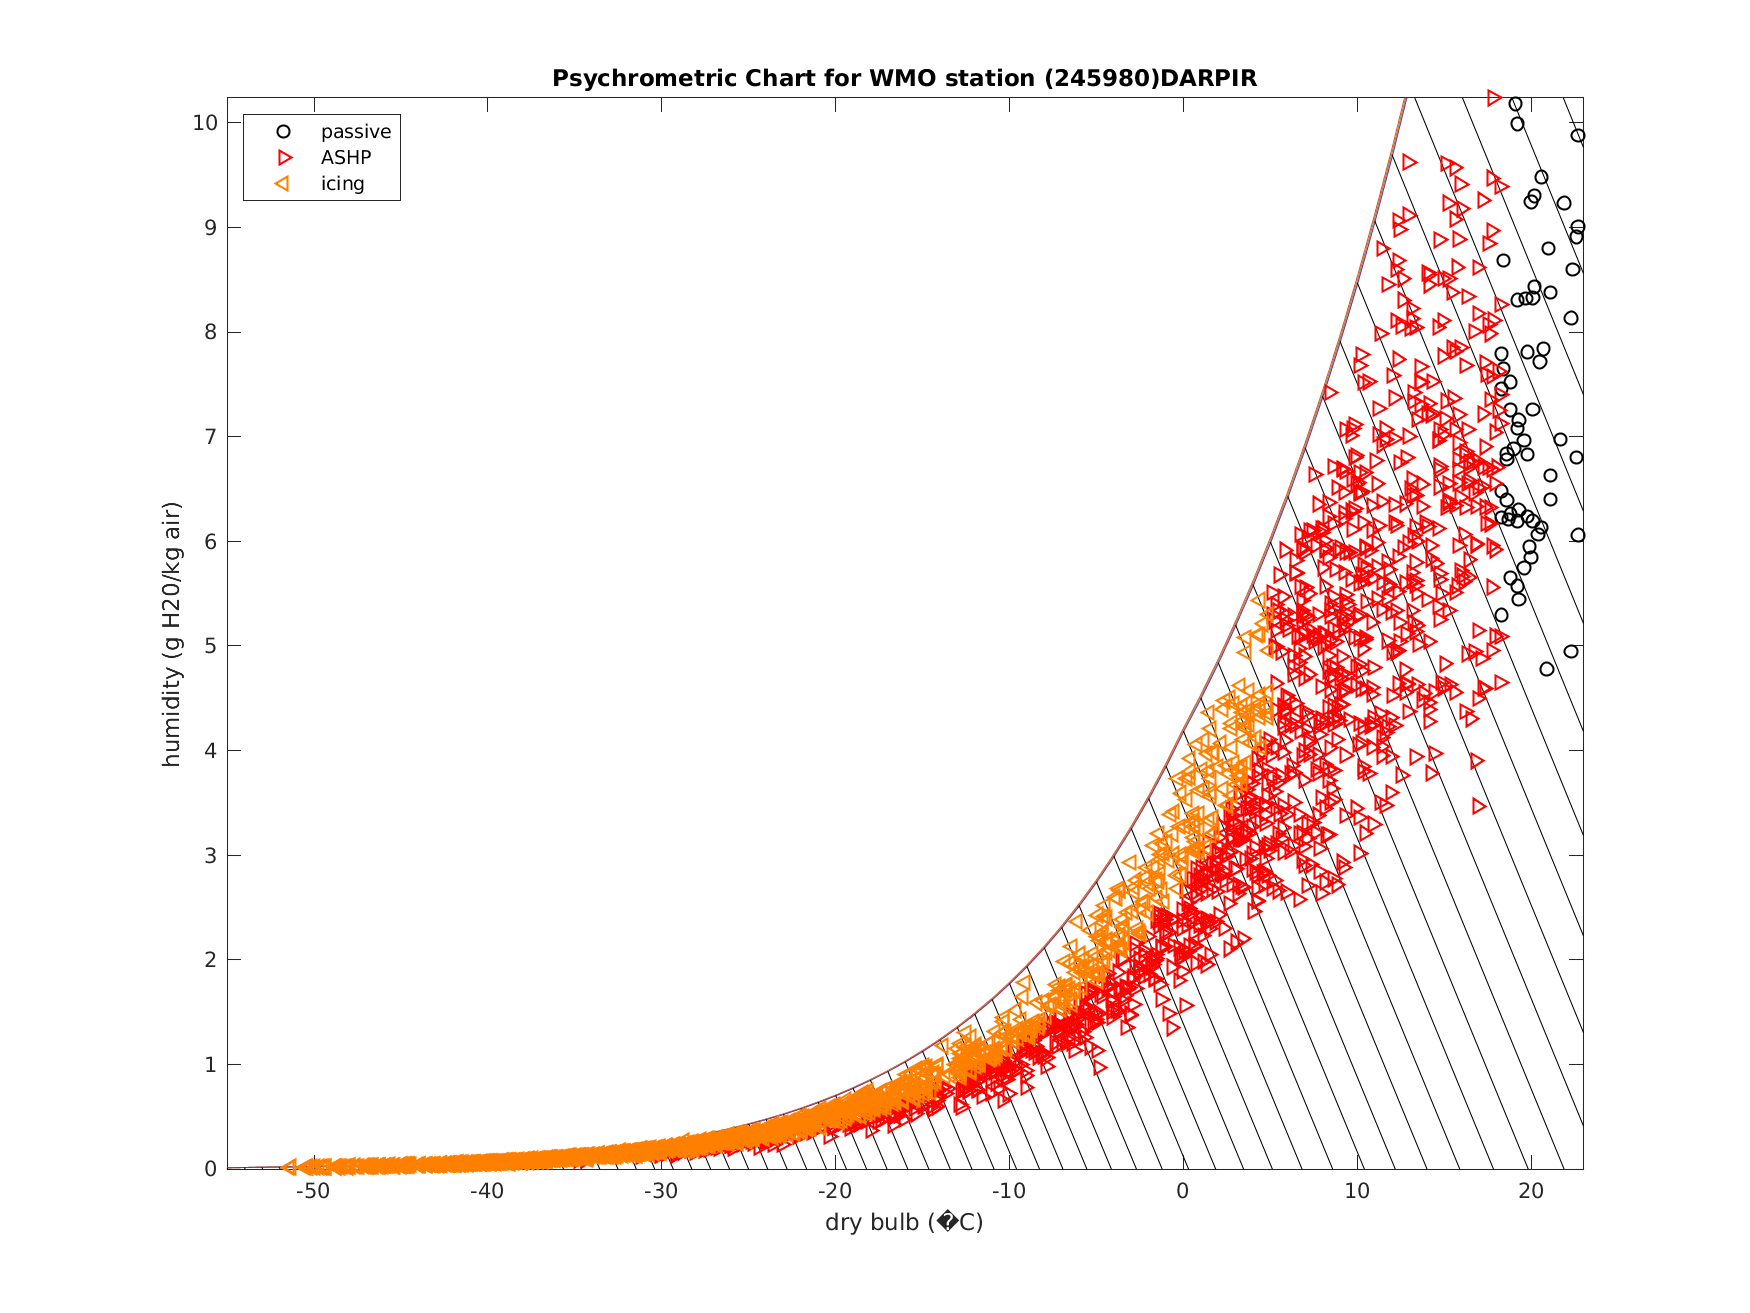 Psychrometric Chart for WMO station (245980)DARPIR
passive
ASHP
icing
10
9
8
7
6
5
4
3
2
1
0
humidity (g H20/kg air)
-50 -40 -30 -20 -10 0 10 20
dry bulb (�C)